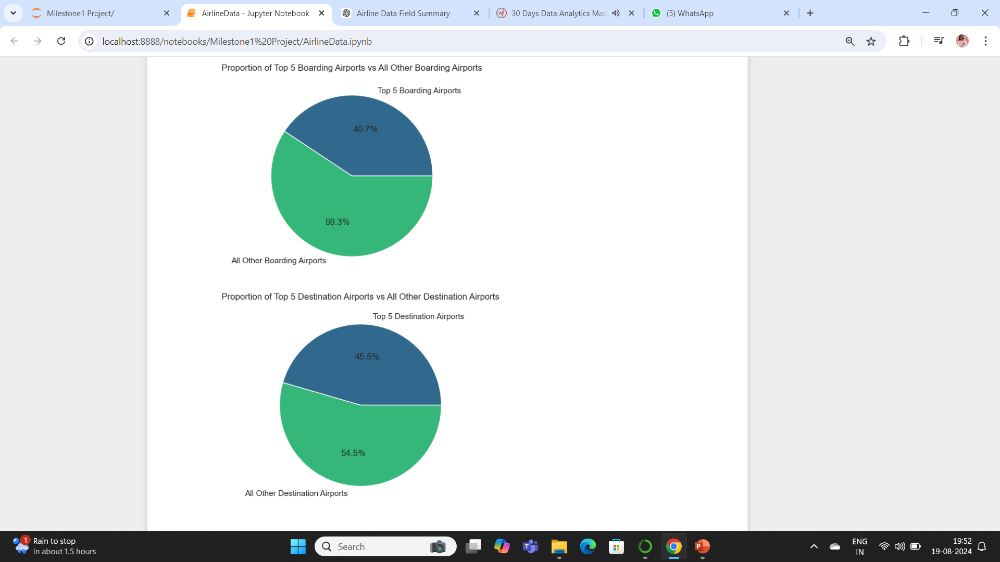 Milestone1 Project/
AirlineData - Jupyter Notebook
Airline Data Field Summary
30 Days Data Analytics Mas
(5) WhatsApp
localhost:8888/notebooks/Milestone1%20Project/AirlineData.ipynb
Proportion of Top 5 Boarding Airports vs All Other Boarding Airports
Top 5 Boarding Airports
40.7%
59.3%
All Other Boarding Airports
Proportion of Top 5 Destination Airports vs All Other Destination Airports
Top 5 Destination Airports
45.5%
54.5%
All Other Destination Airports
1
Rain to stop
In about 1.5 hours
Search
ENG
IN
19:52
19-08-2024